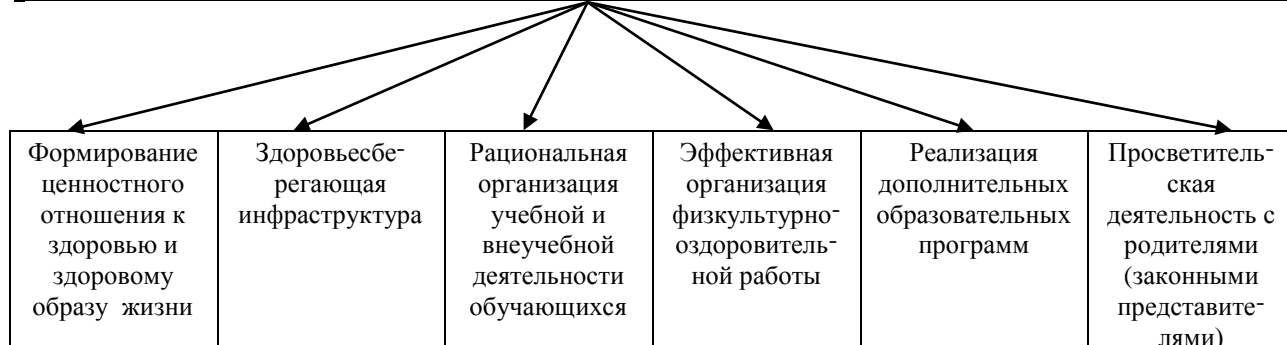 Формирование
ценностного
отношения к
здоровью и
здоровому
образу жизни
Здоровьесбе-
регающая
инфраструктура
Рациональная
организация
учебной и
внеучебной
деятельности
обучающихся
Эффективная
организация
физкультурно-
оздоровитель-
ной работы
Реализация
дополнительных
образовательных
программ
Просветитель-
ская
деятельность с
родителями
(законными
представите-
лями)